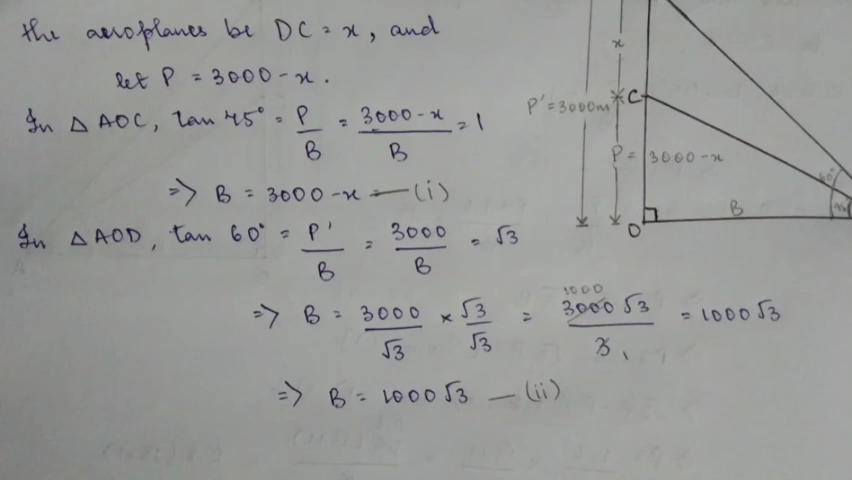 the aeroplanes be DC = x, and
let P = 3000 - x.
In △AOC, tan 45° = P/B = 3000 - x/B = 1
=> B = 3000 - x — (i)
In △AOD, tan 60° = P'/B = 3000/B = √3
=> B = 3000/√3 × √3/√3 = 1000 3000√3/3 1 = 1000√3
=> B = 1000√3 — (ii)
x
P' = 3000m
C
P = 3000 - x
60°
B
O